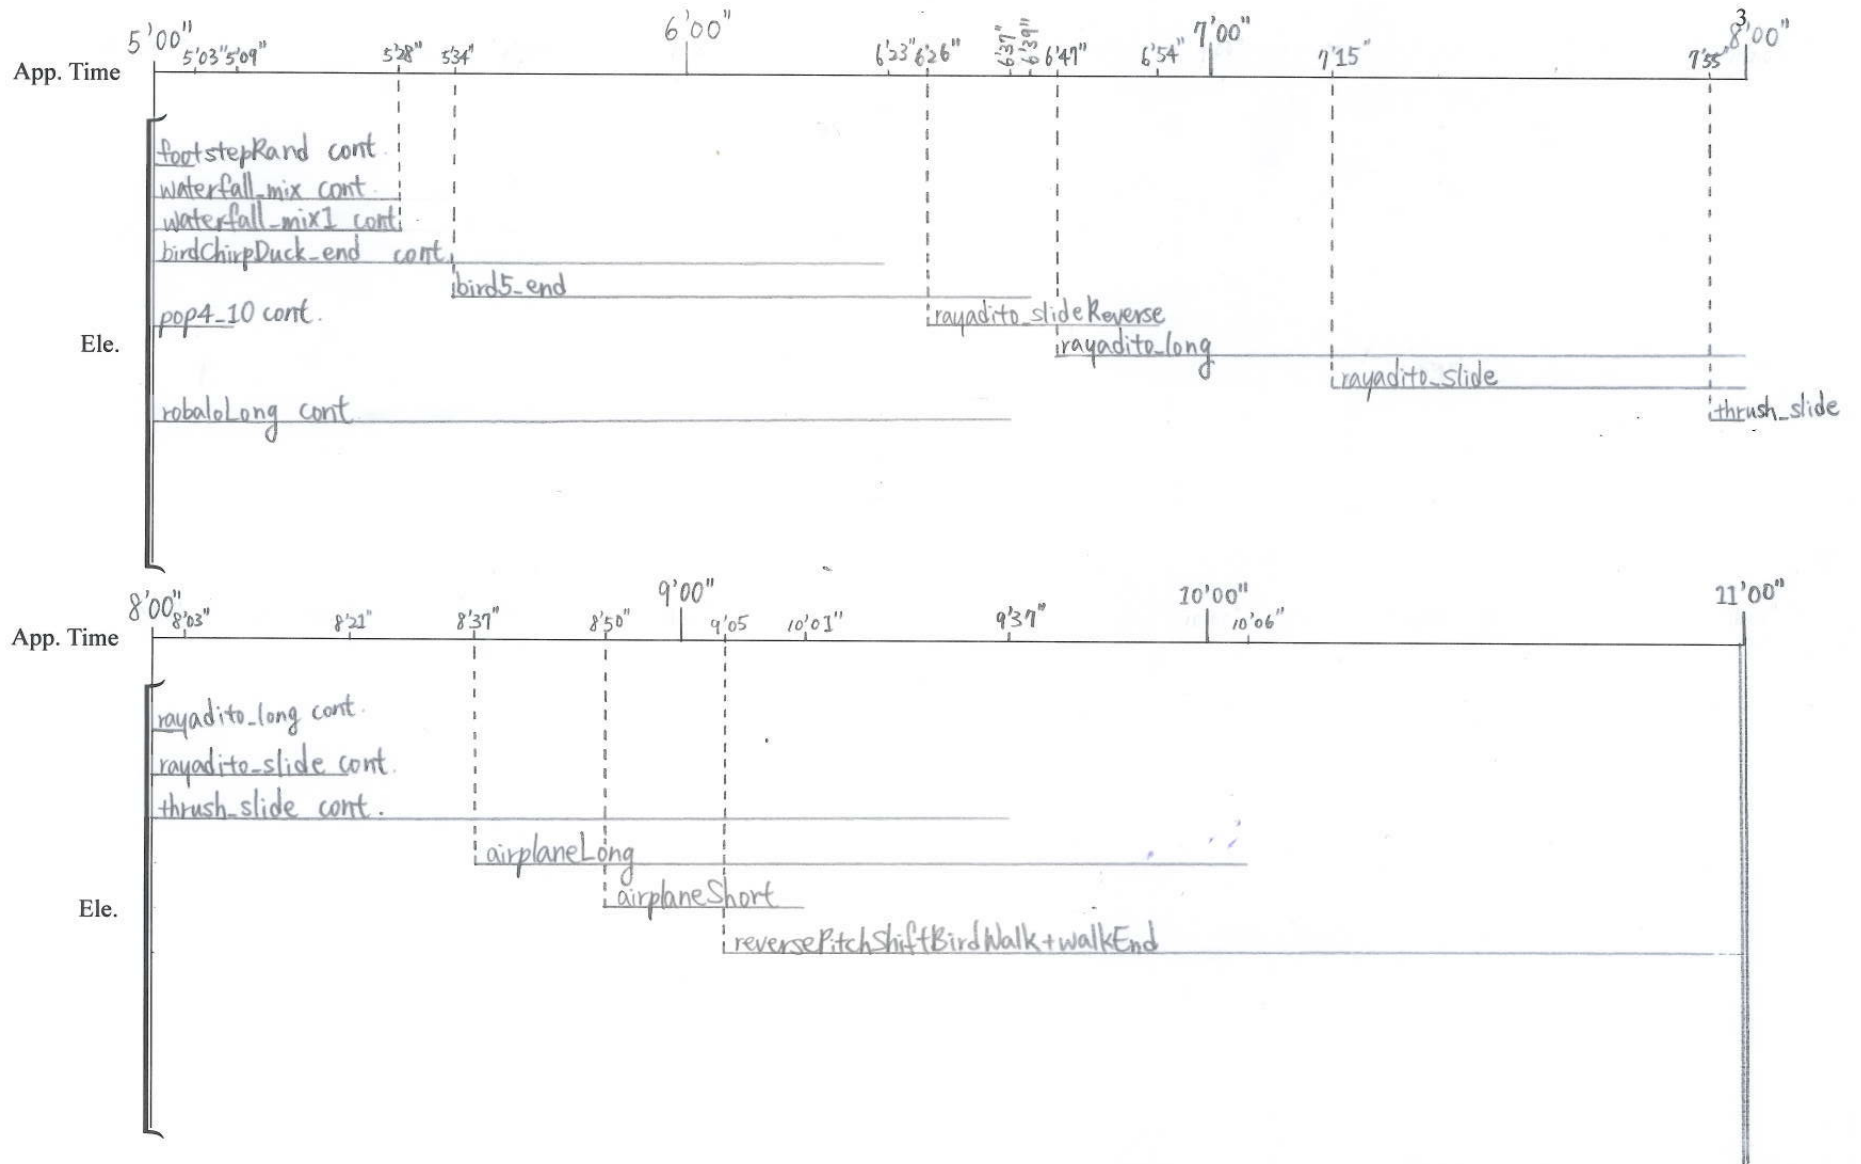 3
5'00" 6'00" 7'00" 8'00"
App. Time 5'03" 5'09" 5'28" 5'34" 6'23" 6'26" 6'37" 6'39" 6'47" 6'54" 7'15" 7'55"
footstepRand cont
waterfall_mix cont.
waterfall_mix1 cont.
birdChirpDuck_end cont.
bird5_end
pop4_10 cont. rayadito_slideReverse
Ele. rayadito_long
rayadito_slide
robaloLong cont thrush_slide
8'00" 9'00" 10'00" 11'00"
App. Time 8'03" 8'21" 8'37" 8'50" 9'05 10'01" 9'37" 10'06"
rayadito_long cont.
rayadito_slide cont.
thrush_slide cont.
airplaneLong
Ele. airplaneShort
reversePitchShiftBirdWalk+walkEnd